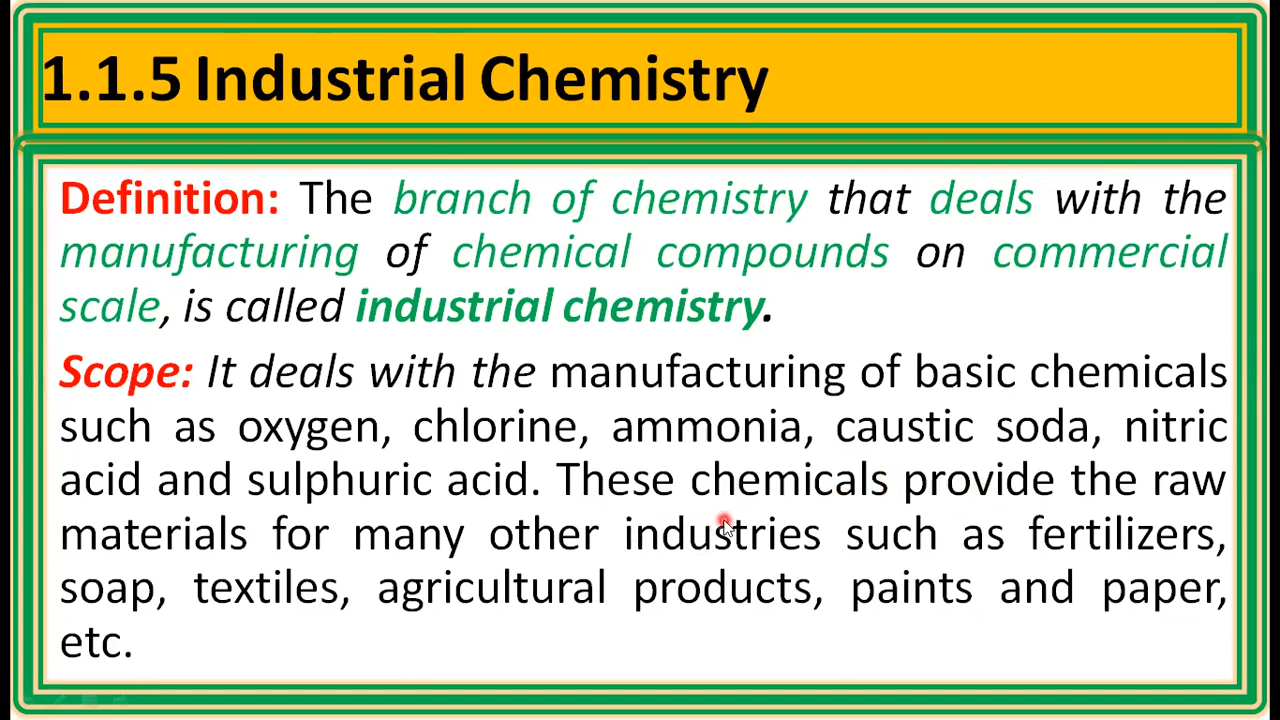 1.1.5 Industrial Chemistry
Definition: The branch of chemistry that deals with the
manufacturing of chemical compounds on commercial
scale, is called industrial chemistry.
Scope: It deals with the manufacturing of basic chemicals
such as oxygen, chlorine, ammonia, caustic soda, nitric
acid and sulphuric acid. These chemicals provide the raw
materials for many other industries such as fertilizers,
soap, textiles, agricultural products, paints and paper,
etc.